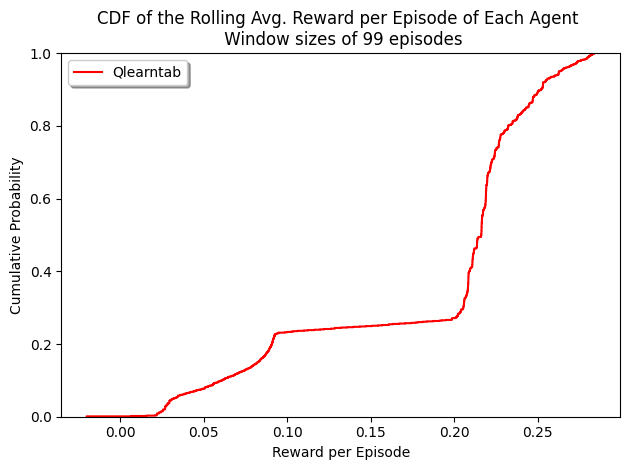 CDF of the Rolling Avg. Reward per Episode of Each Agent
Window sizes of 99 episodes
Qlearntab
Cumulative Probability
1.0
0.8
0.6
0.4
0.2
0.0
0.00 0.05 0.10 0.15 0.20 0.25
Reward per Episode